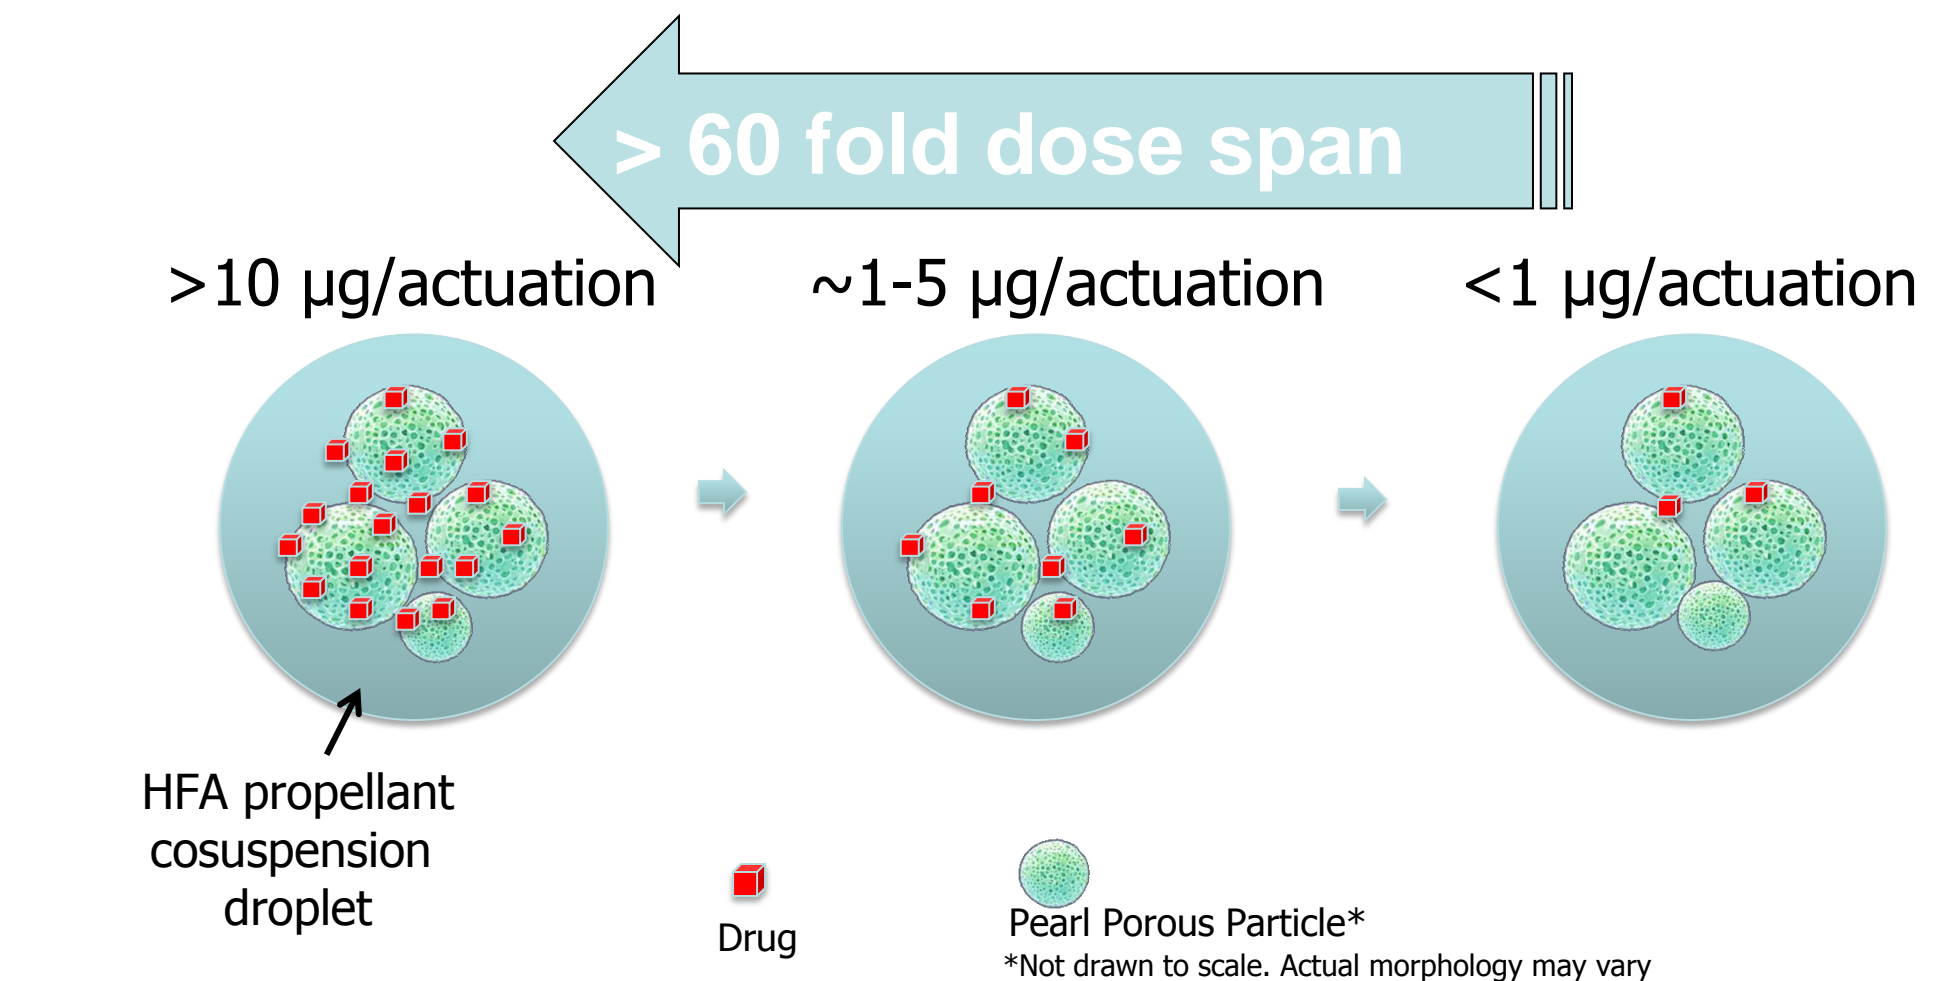 > 60 fold dose span
>10 µg/actuation
~1-5 µg/actuation
<1 µg/actuation
HFA propellant
cosuspension
droplet
Drug
Pearl Porous Particle*
*Not drawn to scale. Actual morphology may vary